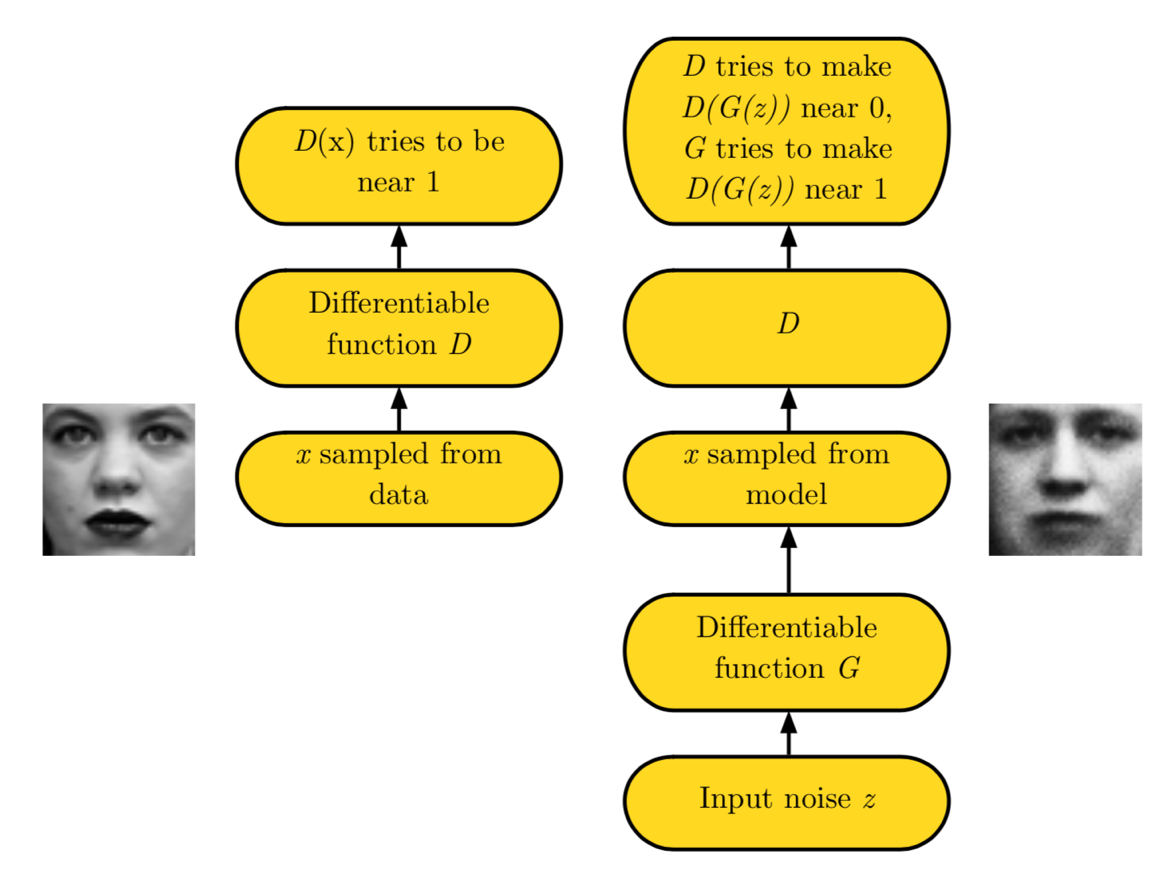 D(x) tries to be
near 1
Differentiable
function D
x sampled from
data
D tries to make
D(G(z)) near 0,
G tries to make
D(G(z)) near 1
D
x sampled from
model
Differentiable
function G
Input noise z